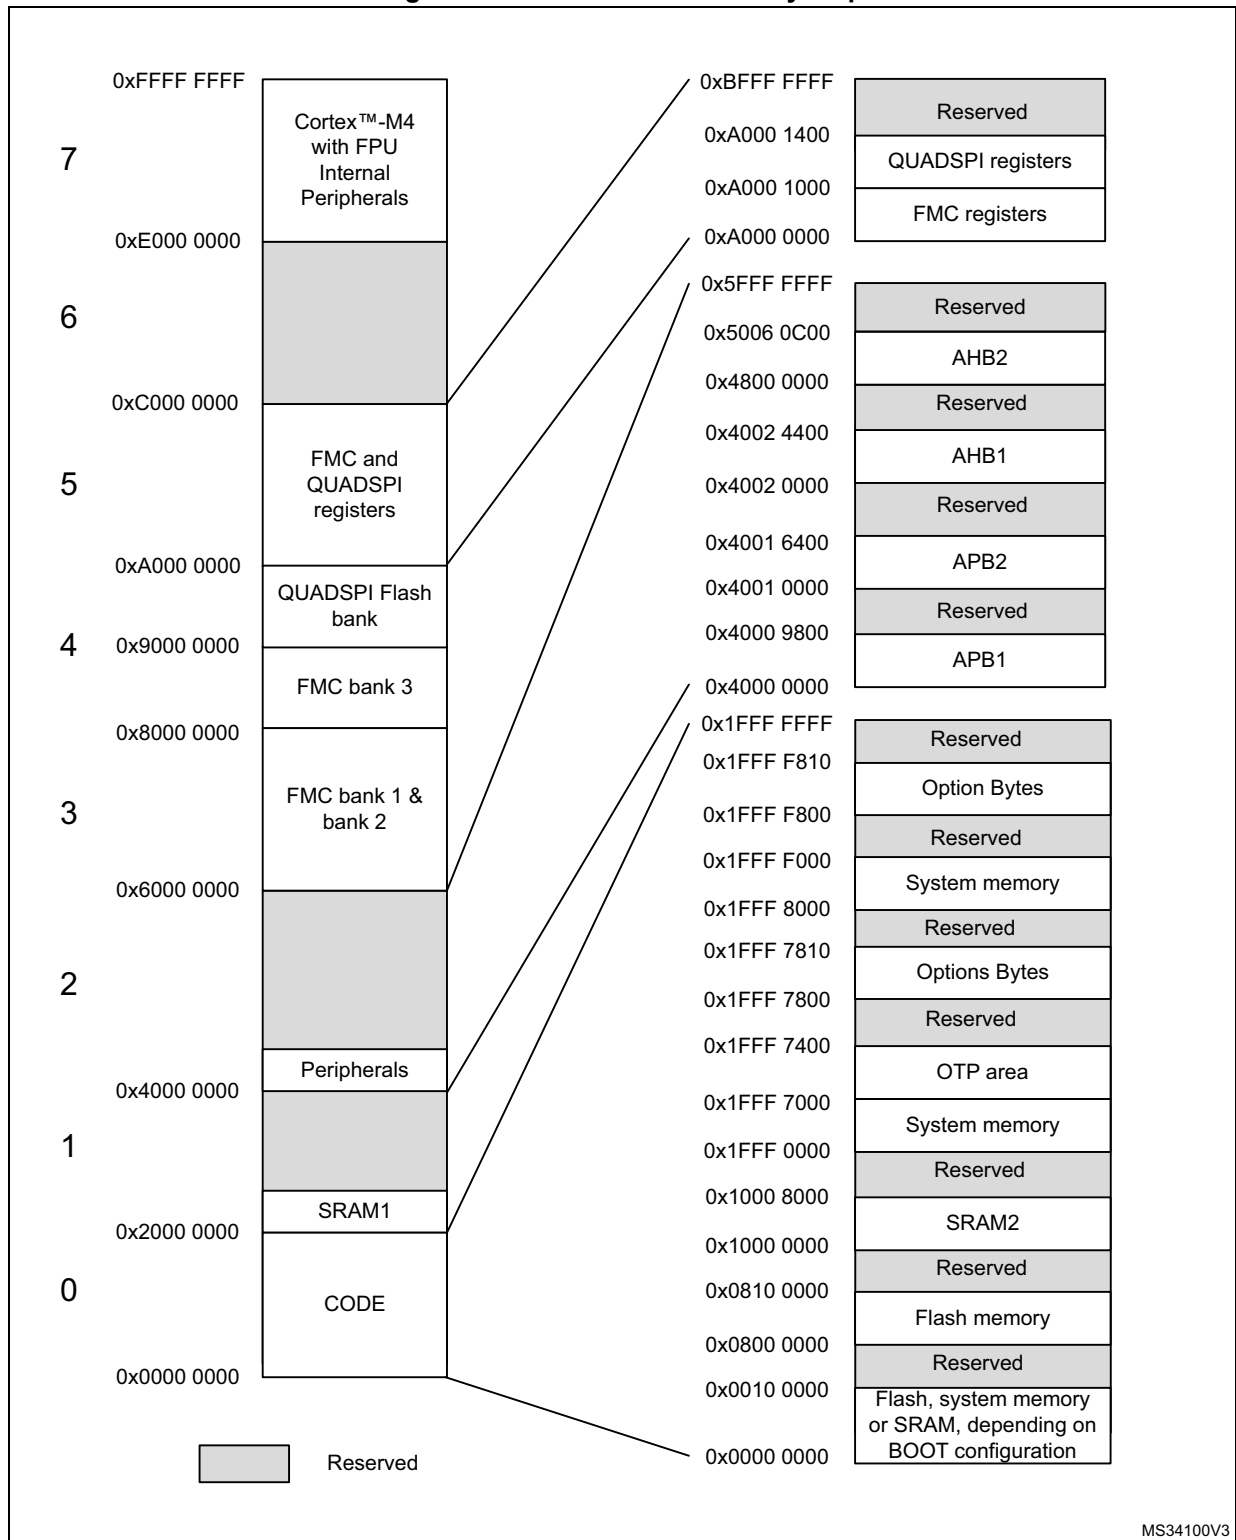 0xFFFF FFFF
Cortex™-M4
with FPU
Internal
Peripherals
7
0xE000 0000
6
0xC000 0000
FMC and
QUADSPI
registers
5
0xA000 0000
QUADSPI Flash
bank
4
0x9000 0000
FMC bank 3
0x8000 0000
FMC bank 1 &
bank 2
3
0x6000 0000
2
Peripherals
0x4000 0000
1
SRAM1
0x2000 0000
0
CODE
0x0000 0000
Reserved
0xBFFF FFFF
Reserved
0xA000 1400
QUADSPI registers
0xA000 1000
FMC registers
0xA000 0000
0x5FFF FFFF
Reserved
0x5006 0C00
AHB2
0x4800 0000
Reserved
0x4002 4400
AHB1
0x4002 0000
Reserved
0x4001 6400
APB2
0x4001 0000
Reserved
0x4000 9800
APB1
0x4000 0000
0x1FFF FFFF
Reserved
0x1FFF F810
Option Bytes
0x1FFF F800
Reserved
0x1FFF F000
System memory
0x1FFF 8000
Reserved
0x1FFF 7810
Options Bytes
0x1FFF 7800
Reserved
0x1FFF 7400
OTP area
0x1FFF 7000
System memory
0x1FFF 0000
Reserved
0x1000 8000
SRAM2
0x1000 0000
Reserved
0x0810 0000
Flash memory
0x0800 0000
Reserved
0x0010 0000
Flash, system memory
or SRAM, depending on
BOOT configuration
0x0000 0000
MS34100V3